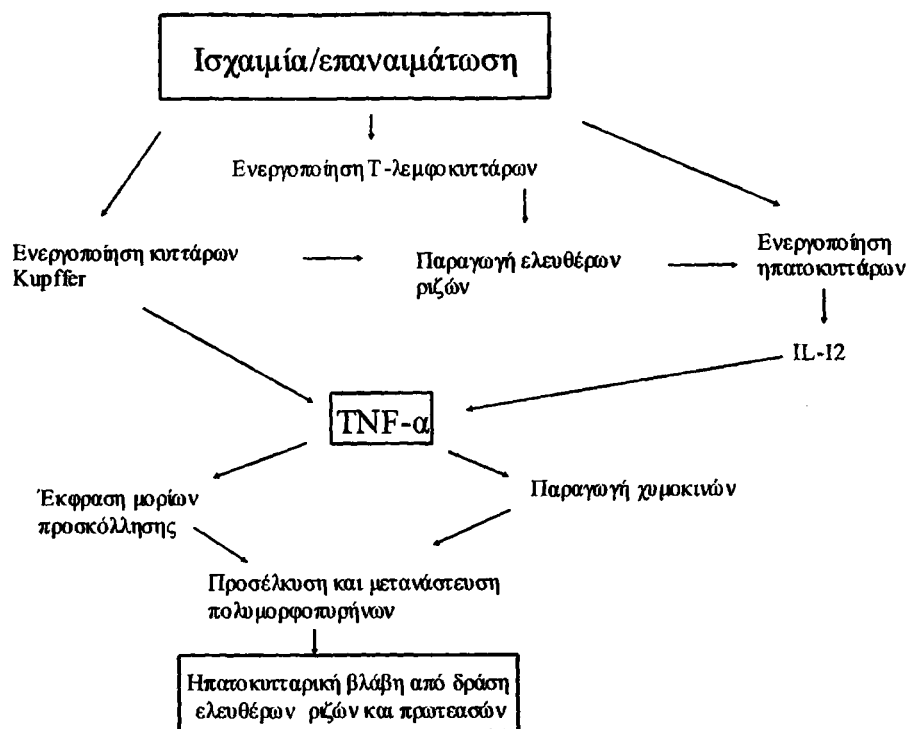 Ισχαιμία/επαναιμάτωση
Ενεργοποίηση Τ-λεμφοκυττάρων
Ενεργοποίηση κυττάρων
Kupffer
Παραγωγή ελευθέρων
ριζών
Ενεργοποίηση
ηπατοκυττάρων
IL-12
TNF-α
Έκφραση μορίων
προσκόλλησης
Παραγωγή χυμοκινών
Προσέλκυση και μετανάστευση
πολυμορφοπυρήνων
Ηπατοκυτταρική βλάβη από δράση
ελευθέρων ριζών και πρωτεασών